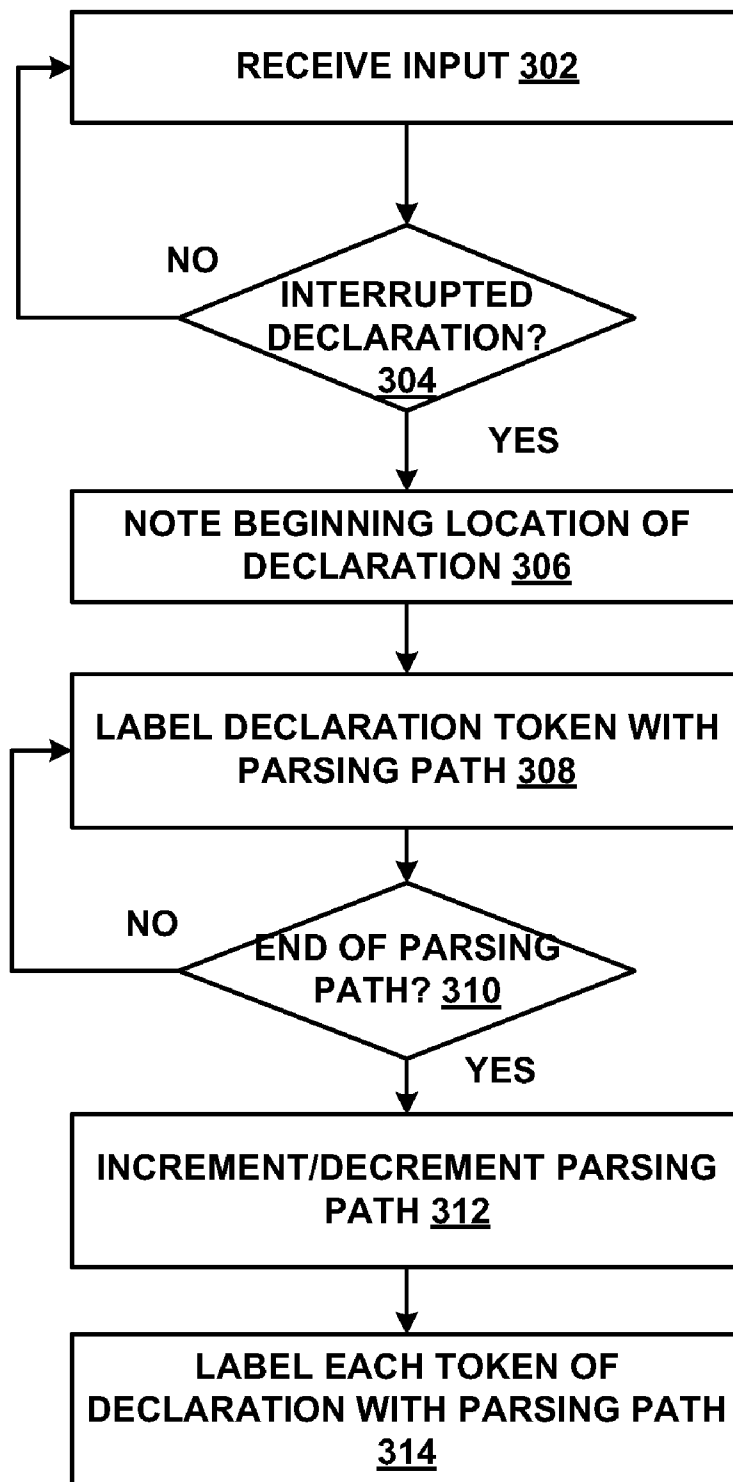 RECEIVE INPUT 302
NO
INTERRUPTED
DECLARATION?
304
YES
NOTE BEGINNING LOCATION OF
DECLARATION 306
LABEL DECLARATION TOKEN WITH
PARSING PATH 308
NO
END OF PARSING
PATH? 310
YES
INCREMENT/DECREMENT PARSING
PATH 312
LABEL EACH TOKEN OF
DECLARATION WITH PARSING PATH
314